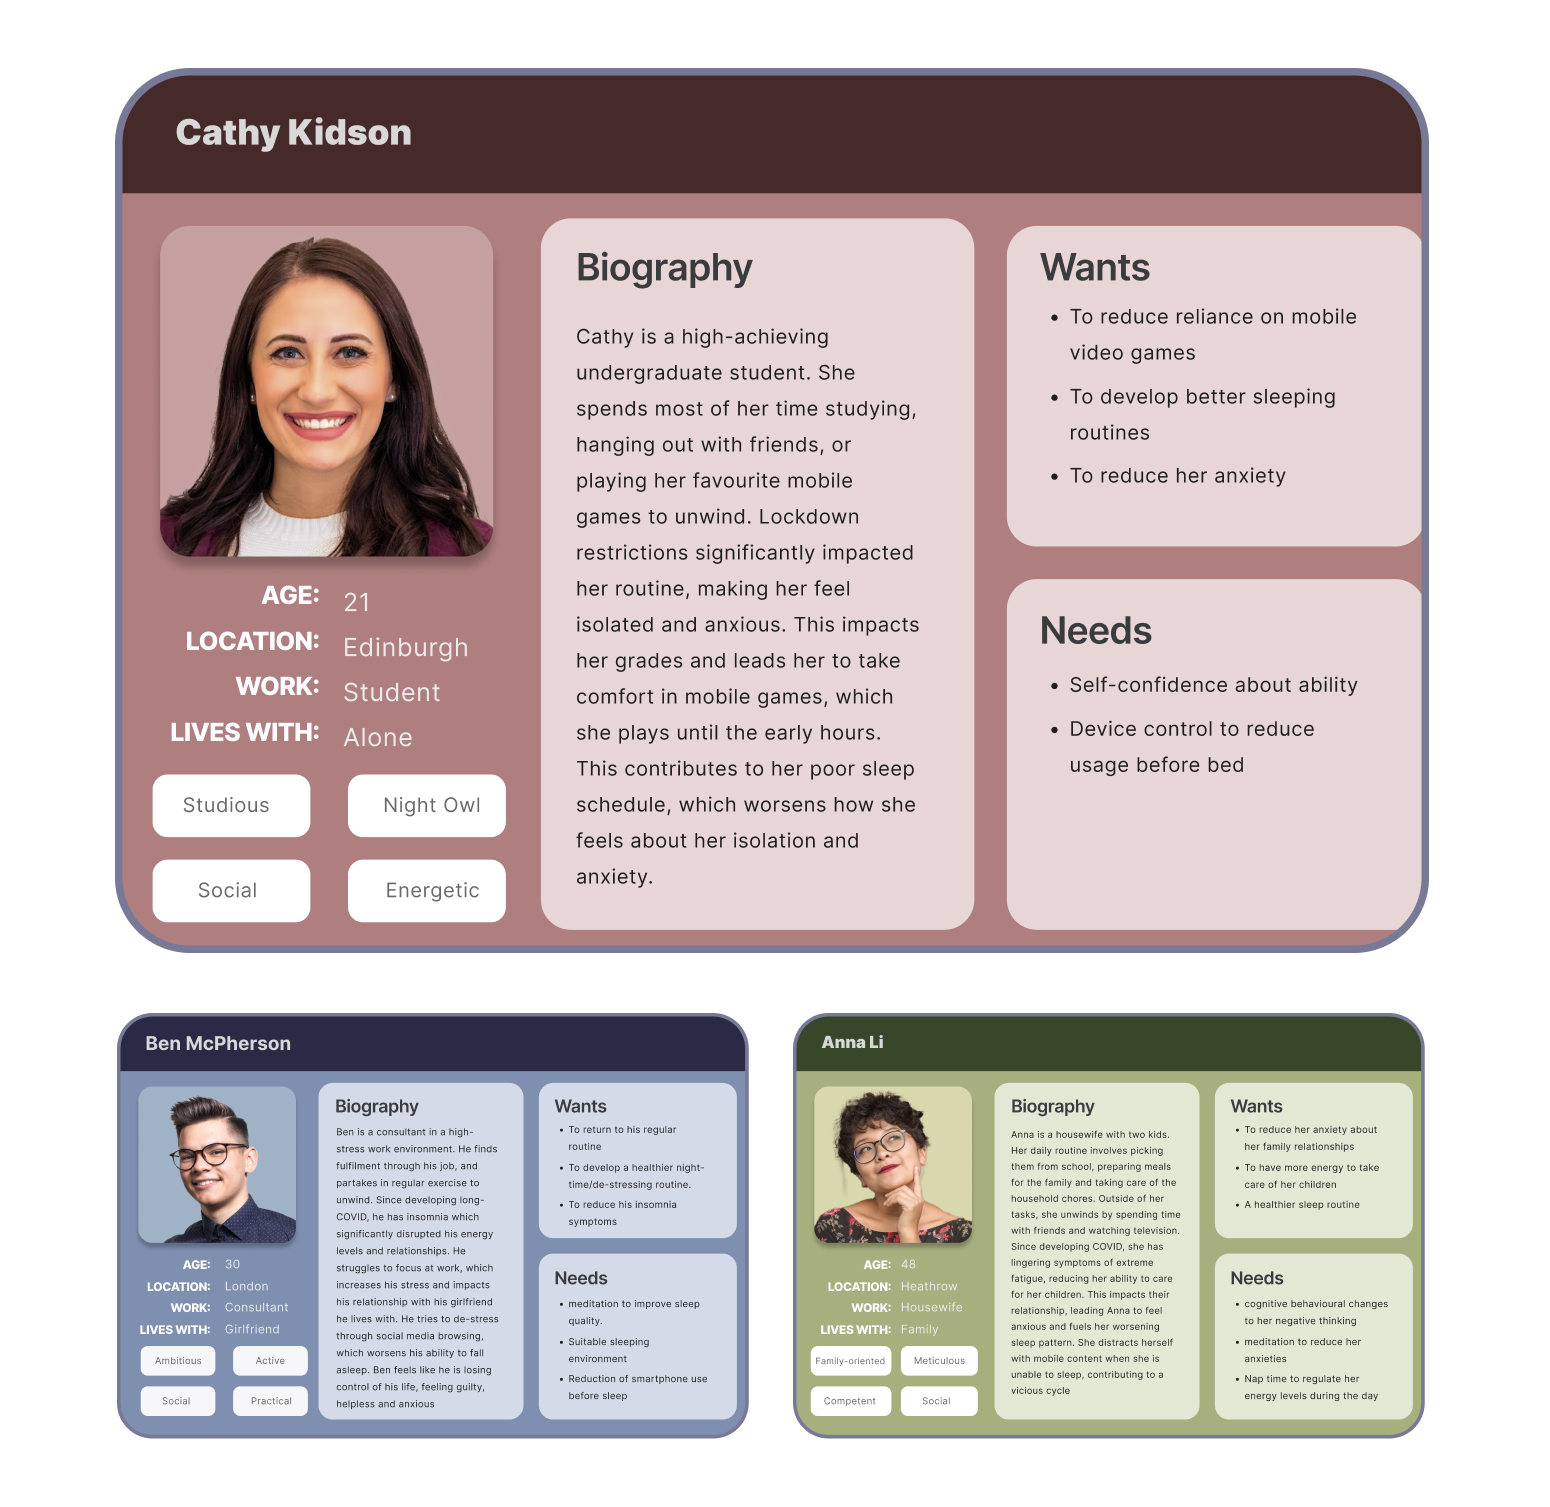 Cathy Kidson
AGE: 21
LOCATION: Edinburgh
WORK: Student
LIVES WITH: Alone
Studious
Night Owl
Social
Energetic
Biography
Cathy is a high-achieving
undergraduate student. She
spends most of her time studying,
hanging out with friends, or
playing her favourite mobile
games to unwind. Lockdown
restrictions significantly impacted
her routine, making her feel
isolated and anxious. This impacts
her grades and leads her to take
comfort in mobile games, which
she plays until the early hours.
This contributes to her poor sleep
schedule, which worsens how she
feels about her isolation and
anxiety.
Wants
• To reduce reliance on mobile
video games
• To develop better sleeping
routines
• To reduce her anxiety
Needs
• Self-confidence about ability
• Device control to reduce
usage before bed
Ben McPherson
AGE: 30
LOCATION: London
WORK: Consultant
LIVES WITH: Girlfriend
Ambitious
Active
Social
Practical
Biography
Ben is a consultant in a high-
stress work environment. He finds
fulfilment through his job, and
partakes in regular exercise to
unwind. Since developing long-
COVID, he has insomnia which
significantly disrupted his energy
levels and relationships. He
struggles to focus at work, which
increases his stress and impacts
his relationship with his girlfriend
he lives with. He tries to de-stress
through social media browsing,
which worsens his ability to fall
asleep. Ben feels like he is losing
control of his life, feeling guilty,
helpless and anxious
Wants
• To return to his regular
routine
• To develop a healthier night-
time/de-stressing routine.
• To reduce his insomnia
symptoms
Needs
• meditation to improve sleep
quality.
• Suitable sleeping
environment
• Reduction of smartphone use
before sleep
Anna Li
AGE: 48
LOCATION: Heathrow
WORK: Housewife
LIVES WITH: Family
Family-oriented
Meticulous
Competent
Social
Biography
Anna is a housewife with two kids.
Her daily routine involves picking
them from school, preparing meals
for the family and taking care of the
household chores. Outside of her
tasks, she unwinds by spending time
with friends and watching television.
Since developing COVID, she has
lingering symptoms of extreme
fatigue, reducing her ability to care
for her children. This impacts their
relationship, leading Anna to feel
anxious and fuels her worsening
sleep pattern. She distracts herself
with mobile content when she is
unable to sleep, contributing to a
vicious cycle
Wants
• To reduce her anxiety about
her family relationships
• To have more energy to take
care of her children
• A healthier sleep routine
Needs
• cognitive behavioural changes
to her negative thinking
• meditation to reduce her
anxieties
• Nap time to regulate her
energy levels during the day